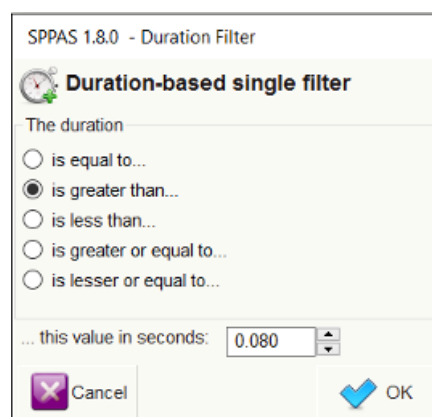 SPPAS 1.8.0 - Duration Filter
Duration-based single filter
The duration
is equal to...
is greater than...
is less than...
is greater or equal to...
is lesser or equal to...
... this value in seconds: 0.080
Cancel OK